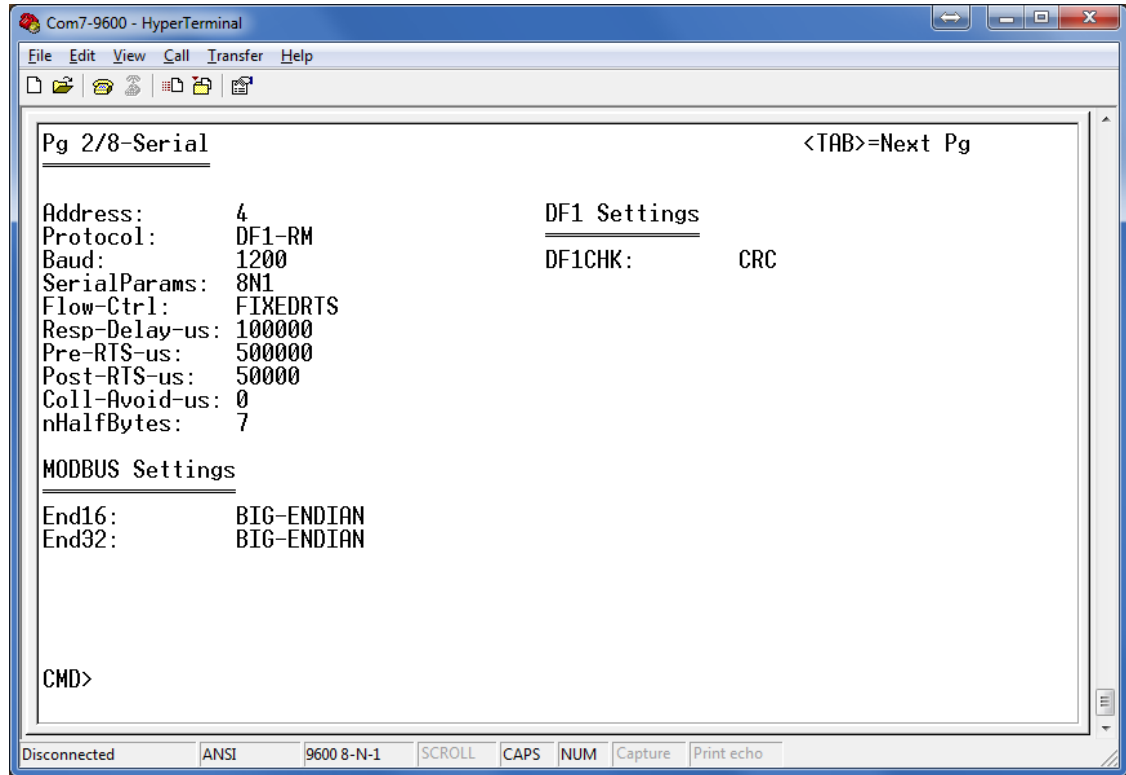 Com7-9600 - HyperTerminal
File Edit View Call Transfer Help
Pg 2/8-Serial <TAB>=Next Pg
Address: 4 DF1 Settings
Protocol: DF1-RM
Baud: 1200 DF1CHK: CRC
SerialParams: 8N1
Flow-Ctrl: FIXEDRTS
Resp-Delay-us: 100000
Pre-RTS-us: 500000
Post-RTS-us: 50000
Coll-Avoid-us: 0
nHalfBytes: 7
MODBUS Settings
End16: BIG-ENDIAN
End32: BIG-ENDIAN
CMD>
Disconnected ANSI 9600 8-N-1 SCROLL CAPS NUM Capture Print echo